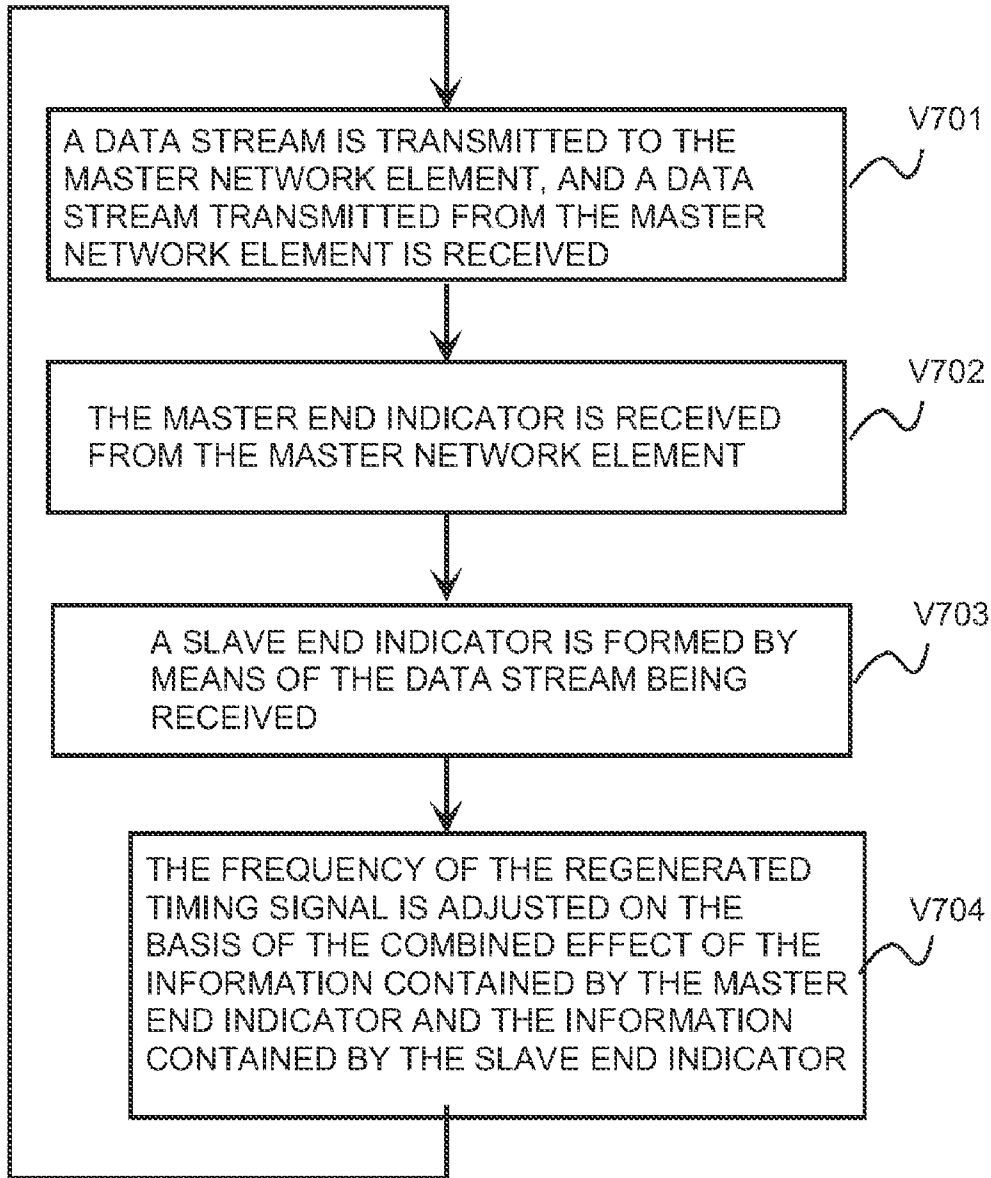 V701
A DATA STREAM IS TRANSMITTED TO THE
MASTER NETWORK ELEMENT, AND A DATA
STREAM TRANSMITTED FROM THE MASTER
NETWORK ELEMENT IS RECEIVED
V702
THE MASTER END INDICATOR IS RECEIVED
FROM THE MASTER NETWORK ELEMENT
V703
A SLAVE END INDICATOR IS FORMED BY
MEANS OF THE DATA STREAM BEING
RECEIVED
V704
THE FREQUENCY OF THE REGENERATED
TIMING SIGNAL IS ADJUSTED ON THE
BASIS OF THE COMBINED EFFECT OF THE
INFORMATION CONTAINED BY THE MASTER
END INDICATOR AND THE INFORMATION
CONTAINED BY THE SLAVE END INDICATOR